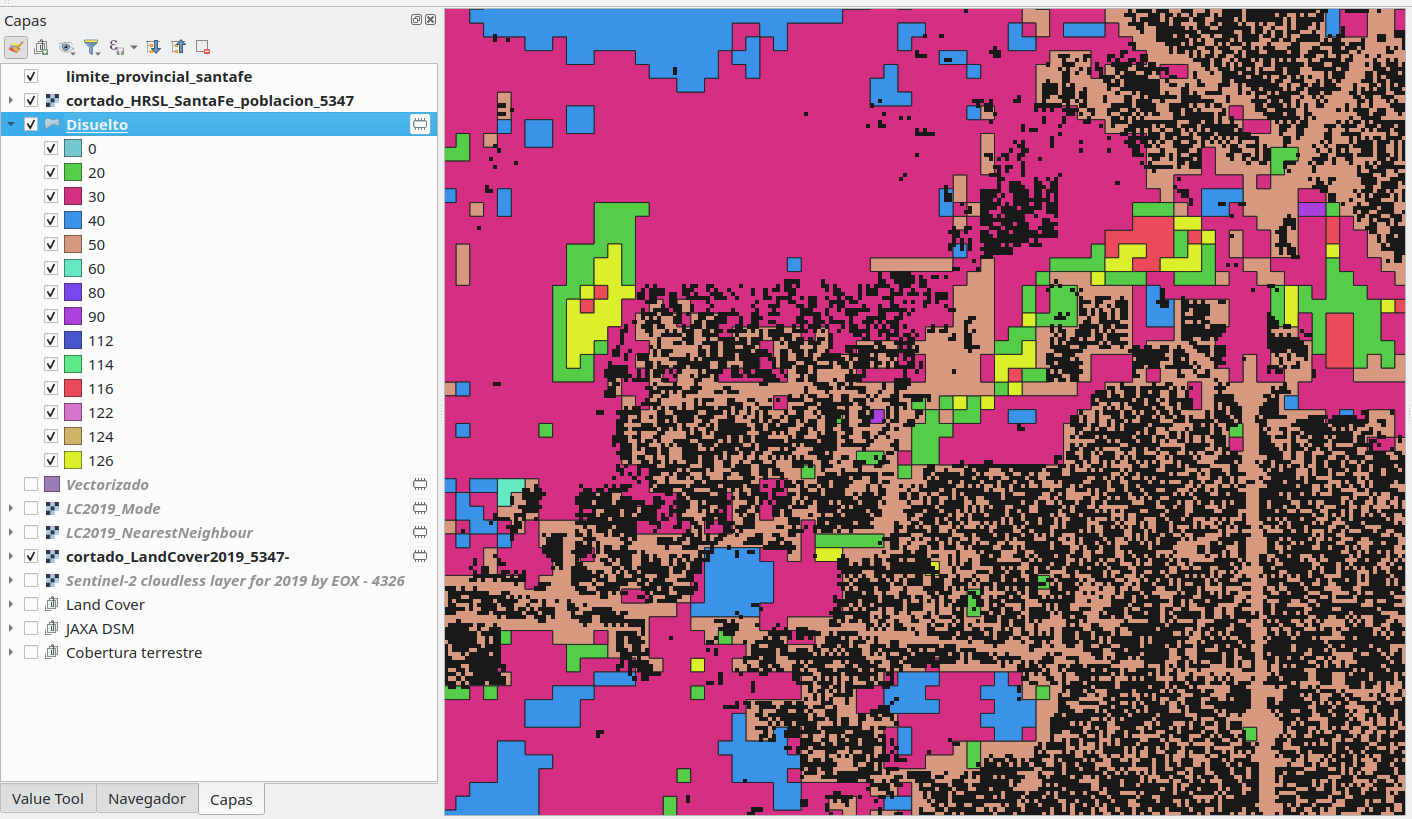 Capas
limite_provincial_santafe
cortado_HRSL_SantaFe_poblacion_5347
Disuelto
0
20
30
40
50
60
80
90
112
114
116
122
124
126
Vectorizado
LC2019_Mode
LC2019_NearestNeighbour
cortado_LandCover2019_5347-
Sentinel-2 cloudless layer for 2019 by EOX - 4326
Land Cover
JAXA DSM
Cobertura terrestre
Value Tool Navegador Capas